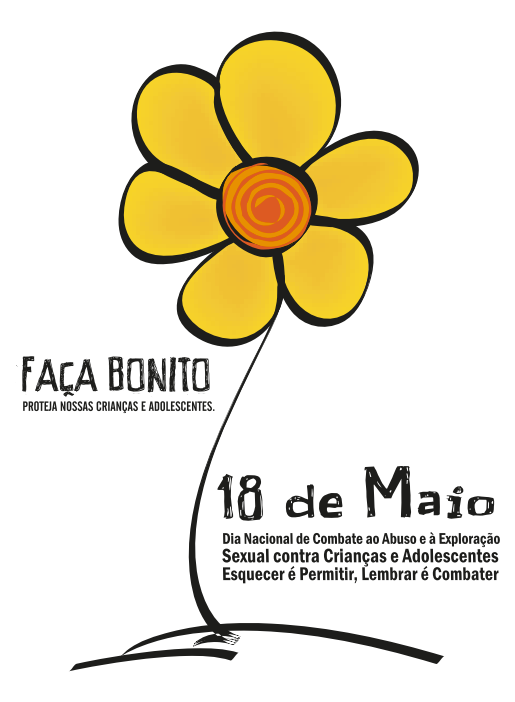 FAÇA BONITO
PROTEJA NOSSAS CRIANÇAS E ADOLESCENTES.
18 de Maio
Dia Nacional de Combate ao Abuso e à Exploração
Sexual contra Crianças e Adolescentes
Esquecer é Permitir, Lembrar é Combater